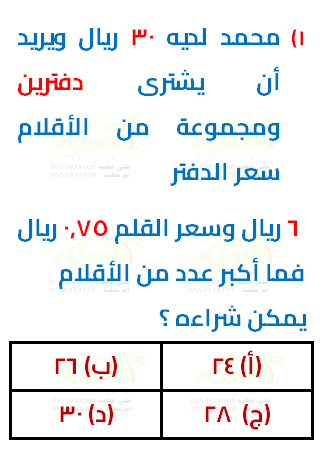 ١) محمد لديه ٣٠ ريال ويريد
أن يشترى دفترين
ومجموعة من الأقلام
سعر الدفتر
٦ ريال وسعر القلم ٠,٧٥ ريال
فما أكبر عدد من الأقلام
يمكن شراءه ؟
(أ) ٢٤ (ب) ٢٦
(ج) ٢٨ (د) ٣٠